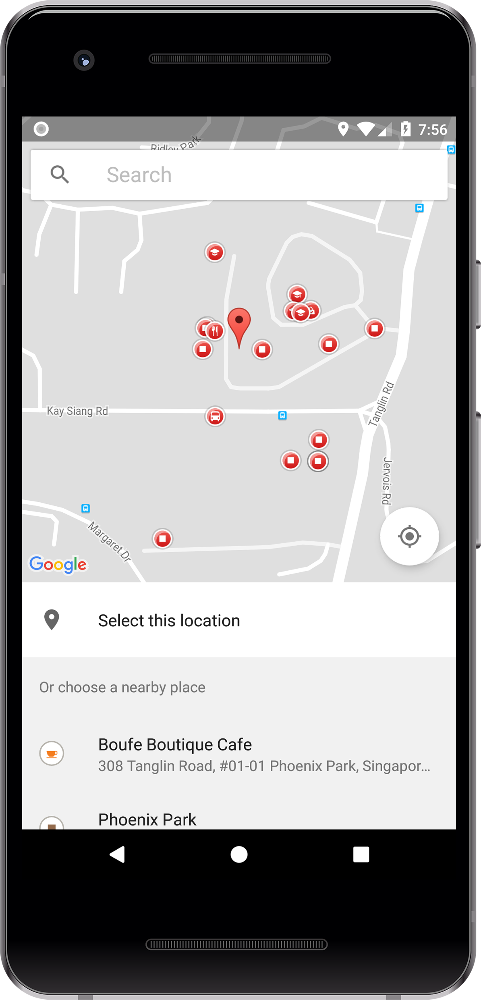 7:56
Ridley Park
Search
Kay Siang Rd
Tanglin Rd
Jervois Rd
Margaret Dr
Google
Select this location
Or choose a nearby place
Boufe Boutique Cafe
308 Tanglin Road, #01-01 Phoenix Park, Singapor...
Phoenix Park